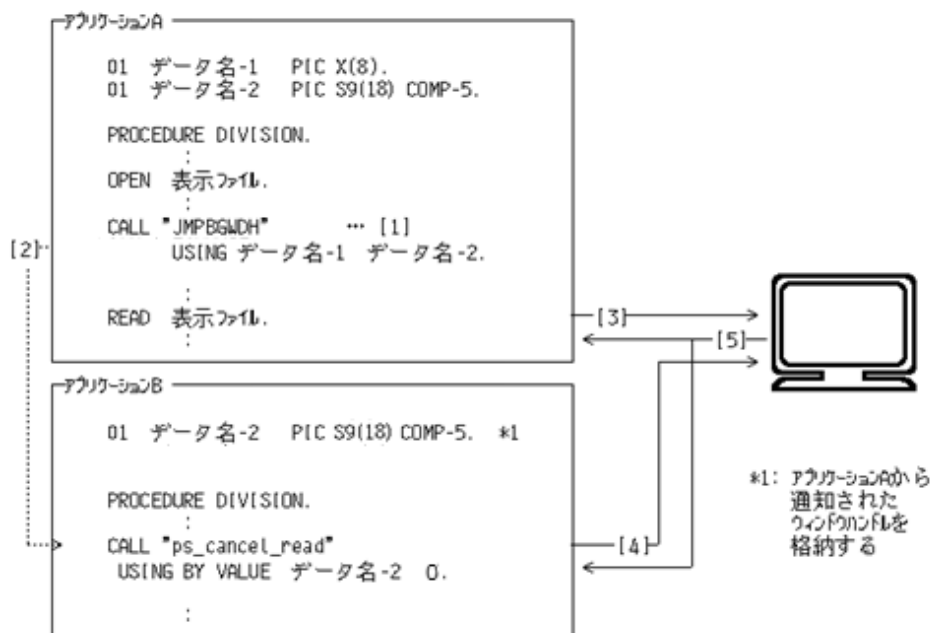 アプリケーションA
01 データ名-1 PIC X(8).
01 データ名-2 PIC S9(18) COMP-5.
PROCEDURE DIVISION.
:
OPEN 表示ファイル.
:
CALL "JMPBGWDH" … [1]
[2]
USING データ名-1 データ名-2.
:
READ 表示ファイル.
:
[3]
[5]
アプリケーションB
01 データ名-2 PIC S9(18) COMP-5. *1
PROCEDURE DIVISION.
:
CALL "ps_cancel_read"
USING BY VALUE データ名-2 0.
:
[4]
*1: アプリケーションAから
通知された
ウィンドウハンドルを
格納する